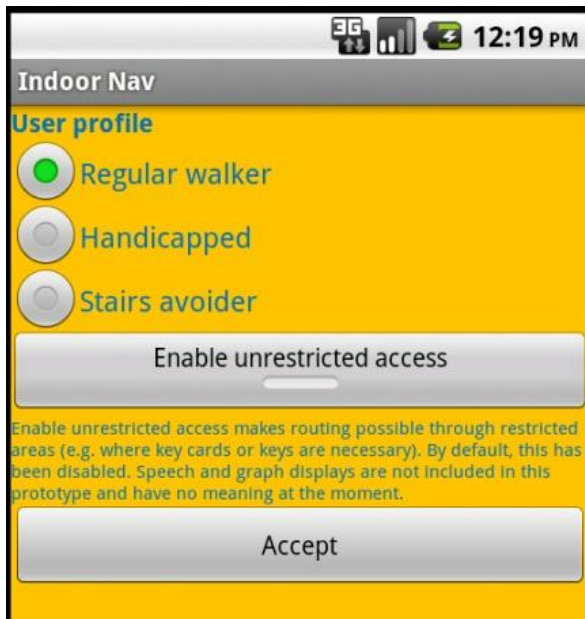 3G 12:19 PM
Indoor Nav
User profile
Regular walker
Handicapped
Stairs avoider
Enable unrestricted access
Enable unrestricted access makes routing possible through restricted
areas (e.g. where key cards or keys are necessary). By default, this has
been disabled. Speech and graph displays are not included in this
prototype and have no meaning at the moment.
Accept